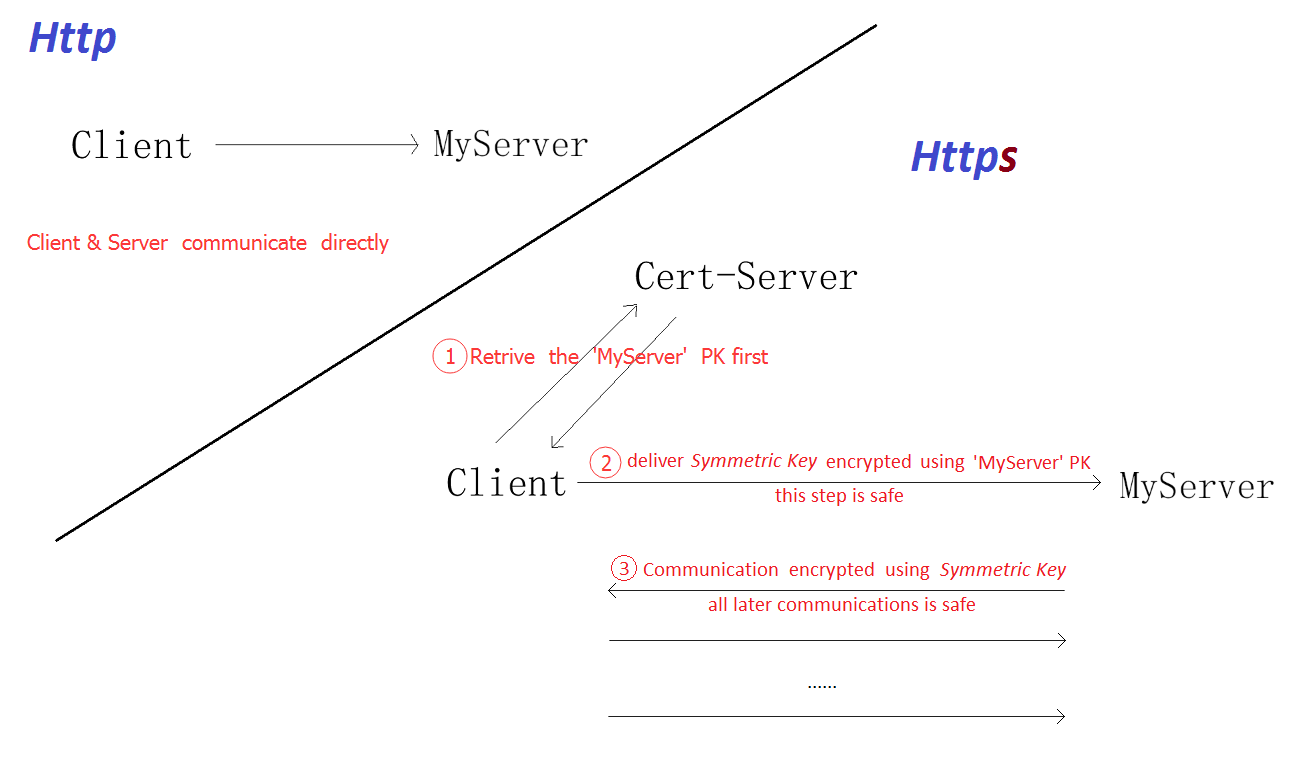 Http
Client
MyServer
Client & Server communicate directly
Https
Cert-Server
1 Retrive the 'MyServer' PK first
Client
2 deliver Symmetric Key encrypted using 'MyServer' PK
this step is safe
MyServer
3 Communication encrypted using Symmetric Key
all later communications is safe
......